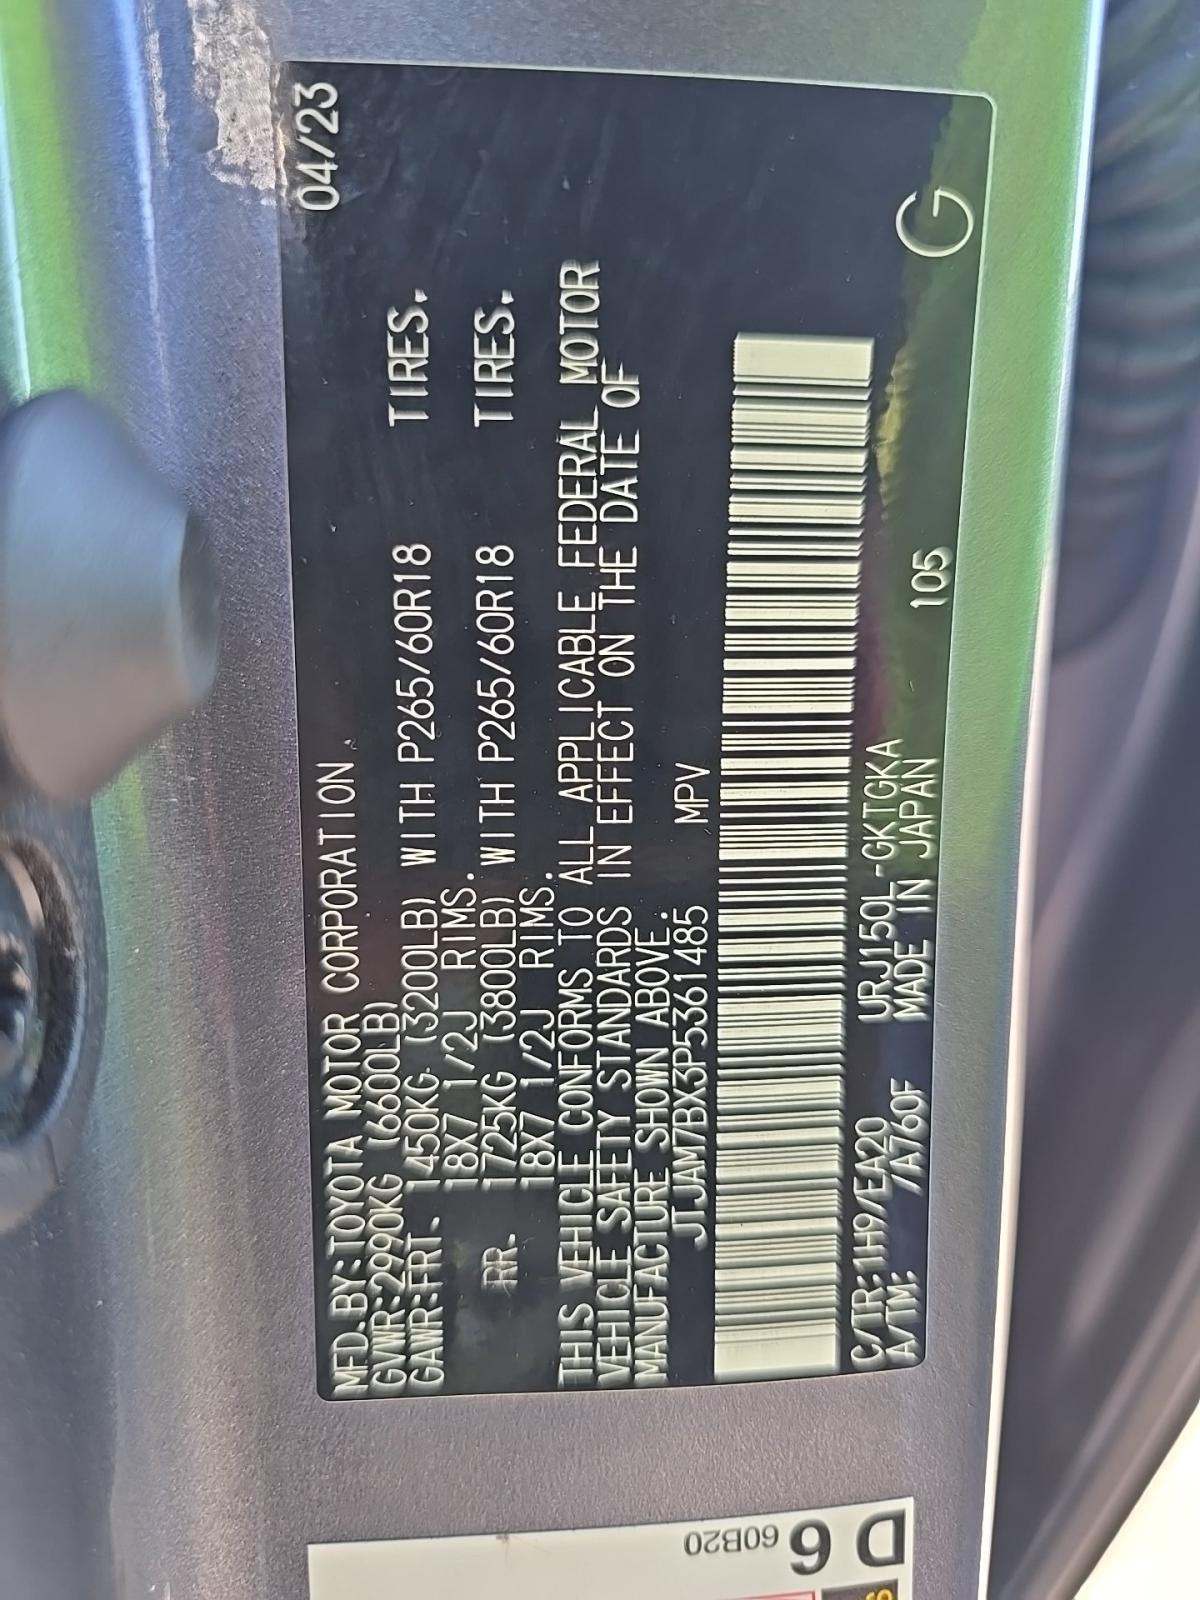 04/23
MFD.BY:TOYOTA MOTOR CORPORATION
GVWR:2990KG (6600LB)
GAWR:FRT. 1450KG (3200LB) WITH P265/60R18 TIRES.
18X7 1/2J RIMS.
RR. 1725KG (3800LB) WITH P265/60R18 TIRES.
18X7 1/2J RIMS.
THIS VEHICLE CONFORMS TO ALL APPLICABLE FEDERAL MOTOR
VEHICLE SAFETY STANDARDS IN EFFECT ON THE DATE OF
MANUFACTURE SHOWN ABOVE.
JTJAM7BX3P5361485 MPV
C/TR:1H9/EA20 URJ150L-GKTGKA
A/TM: /A760F MADE IN JAPAN 105
G
D 6
60B20